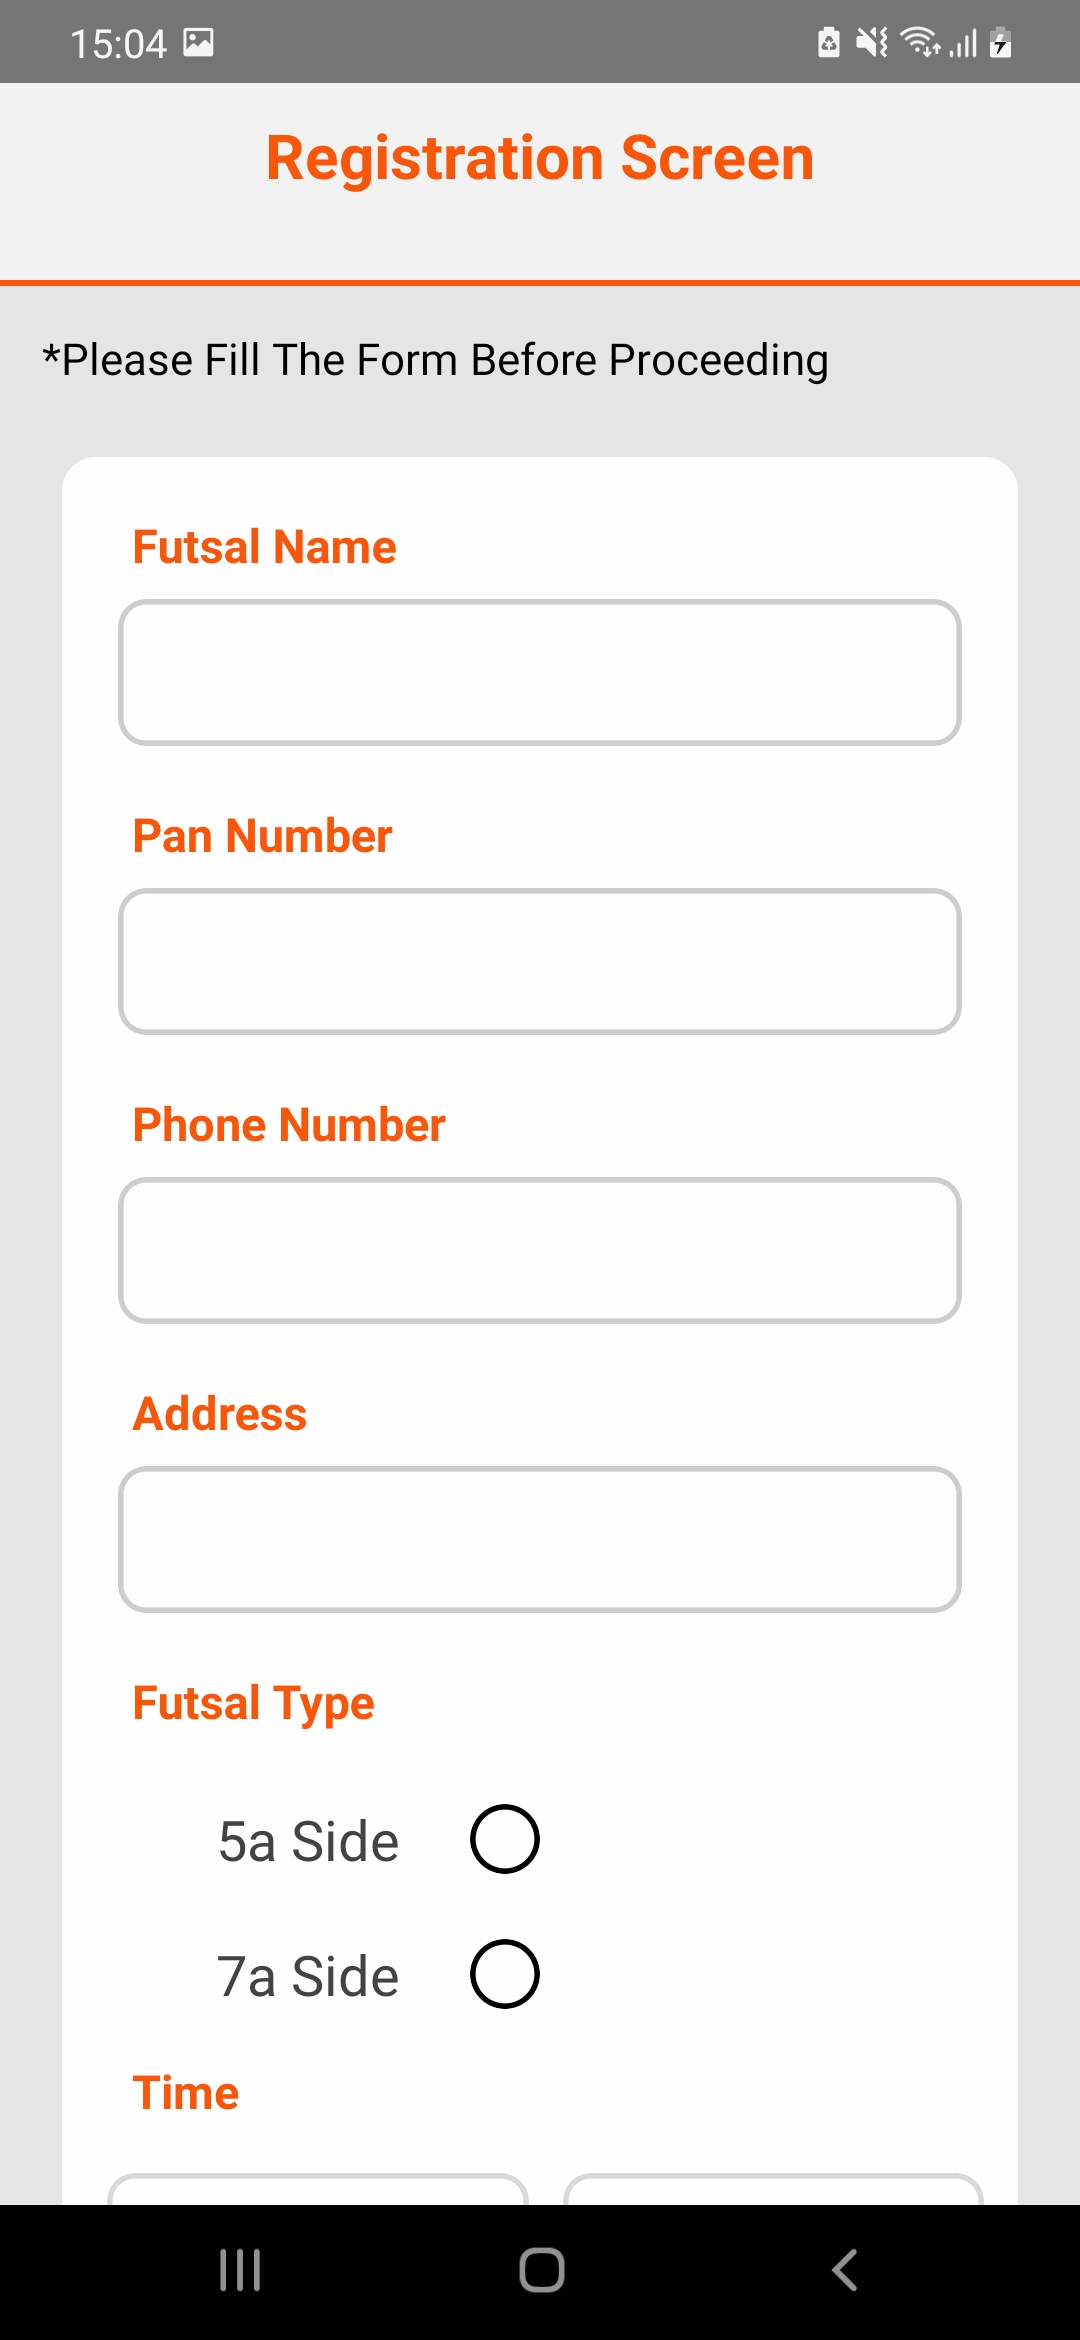 15:04
Registration Screen
*Please Fill The Form Before Proceeding
Futsal Name
Pan Number
Phone Number
Address
Futsal Type
5a Side
7a Side
Time